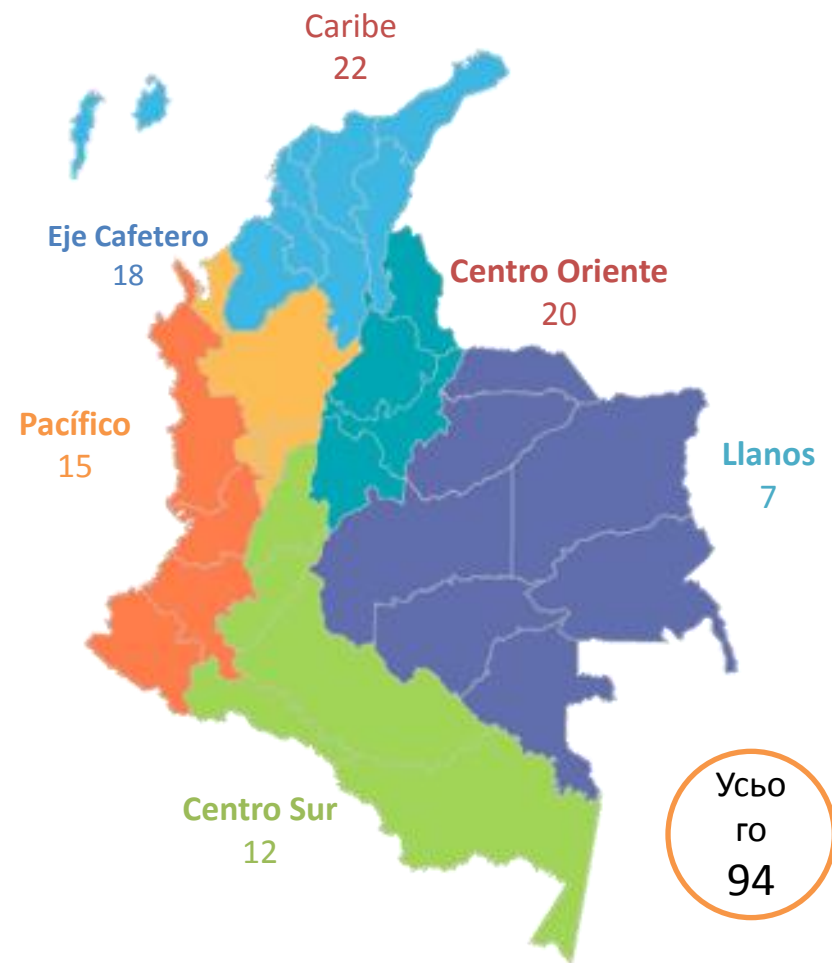 Caribe
22
Eje Cafetero
18
Centro Oriente
20
Pacífico
15
Llanos
7
Centro Sur
12
Усьо
го
94